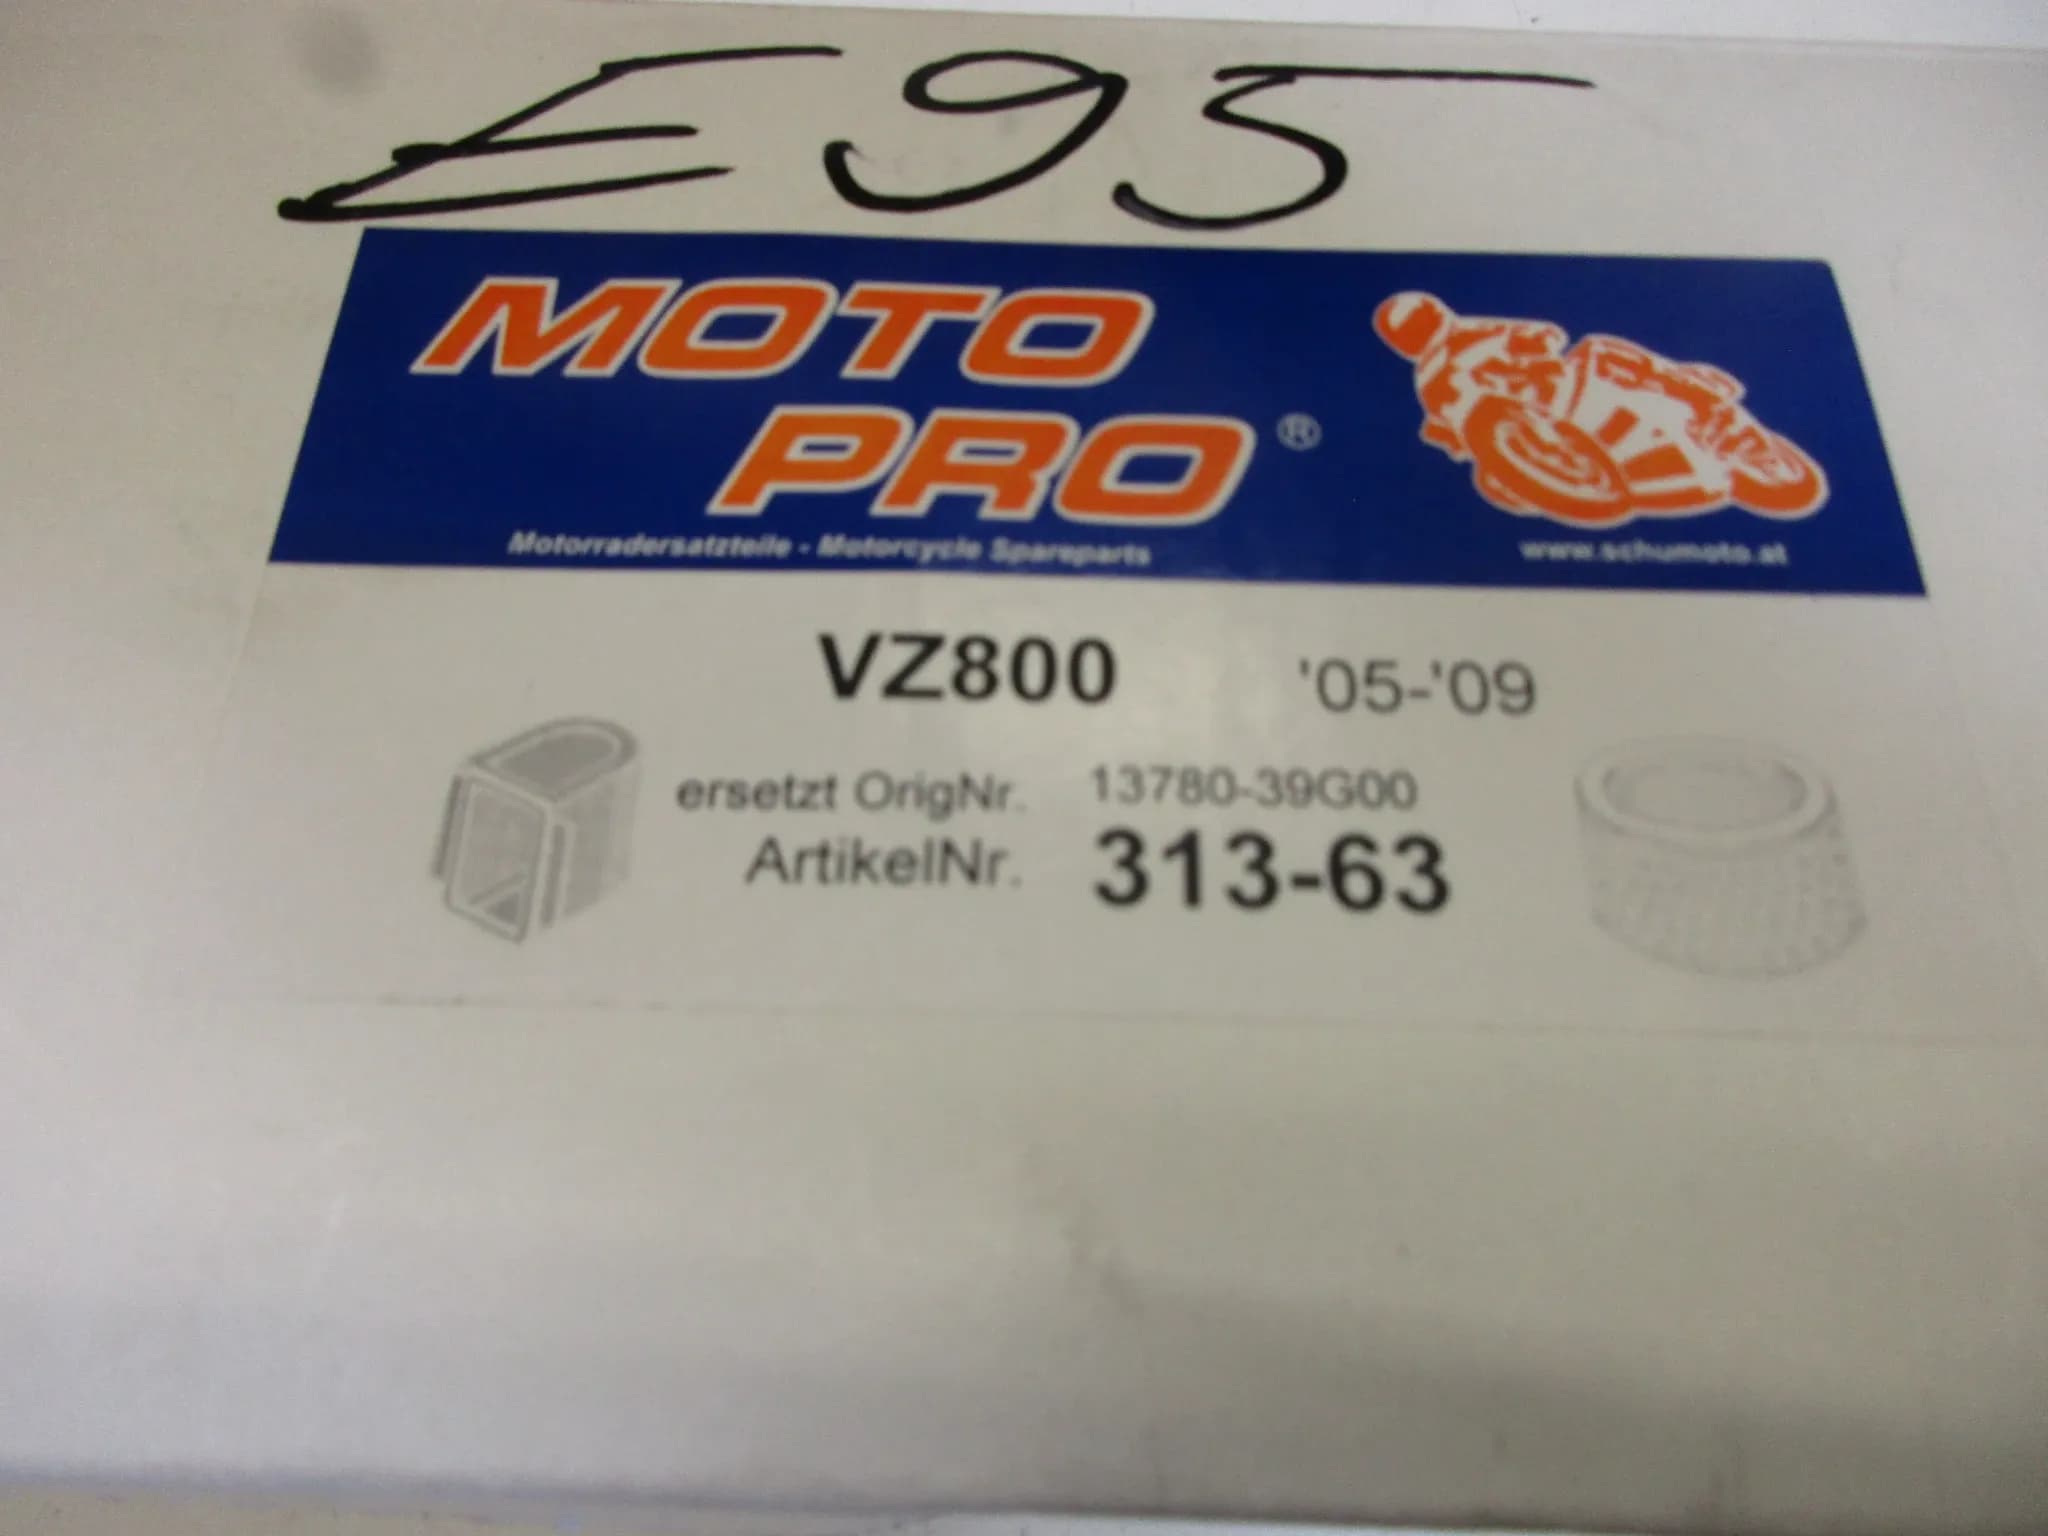 E95
MOTO
PRO®
Motorradersatzteile - Motorcycle Spareparts
www.schumoto.at
VZ800 '05-'09
ersetzt OrigNr. 13780-39G00
ArtikelNr. 313-63